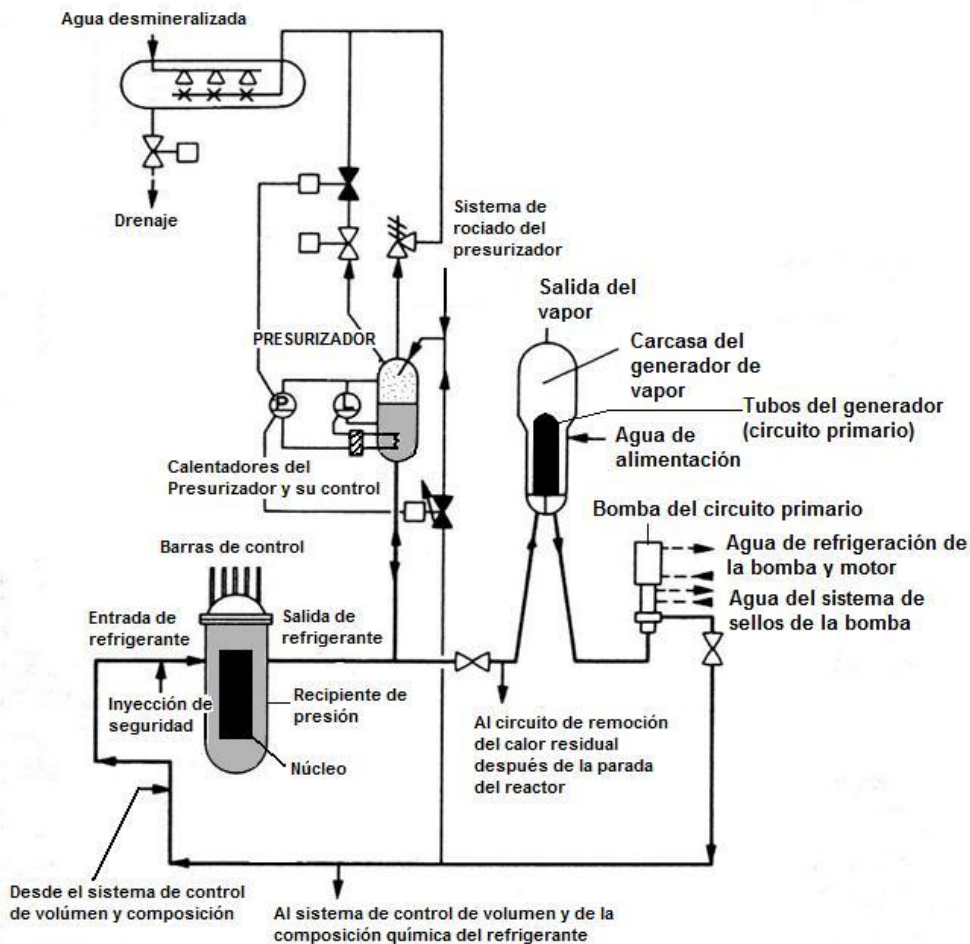 Agua desmineralizada
Drenaje
Sistema de
rociado del
presurizador
PRESURIZADOR
P
L
Calentadores del
Presurizador y su control
Salida del
vapor
Carcasa del
generador de
vapor
Tubos del generador
(circuito primario)
Agua de
alimentación
Bomba del circuito primario
Agua de refrigeración de
la bomba y motor
Agua del sistema de
sellos de la bomba
Barras de control
Entrada de
refrigerante
Salida de
refrigerante
Inyección de
seguridad
Recipiente de
presión
Núcleo
Al circuito de remoción
del calor residual
después de la parada
del reactor
Desde el sistema de control
de volúmen y composición
Al sistema de control de volumen y de la
composición química del refrigerante